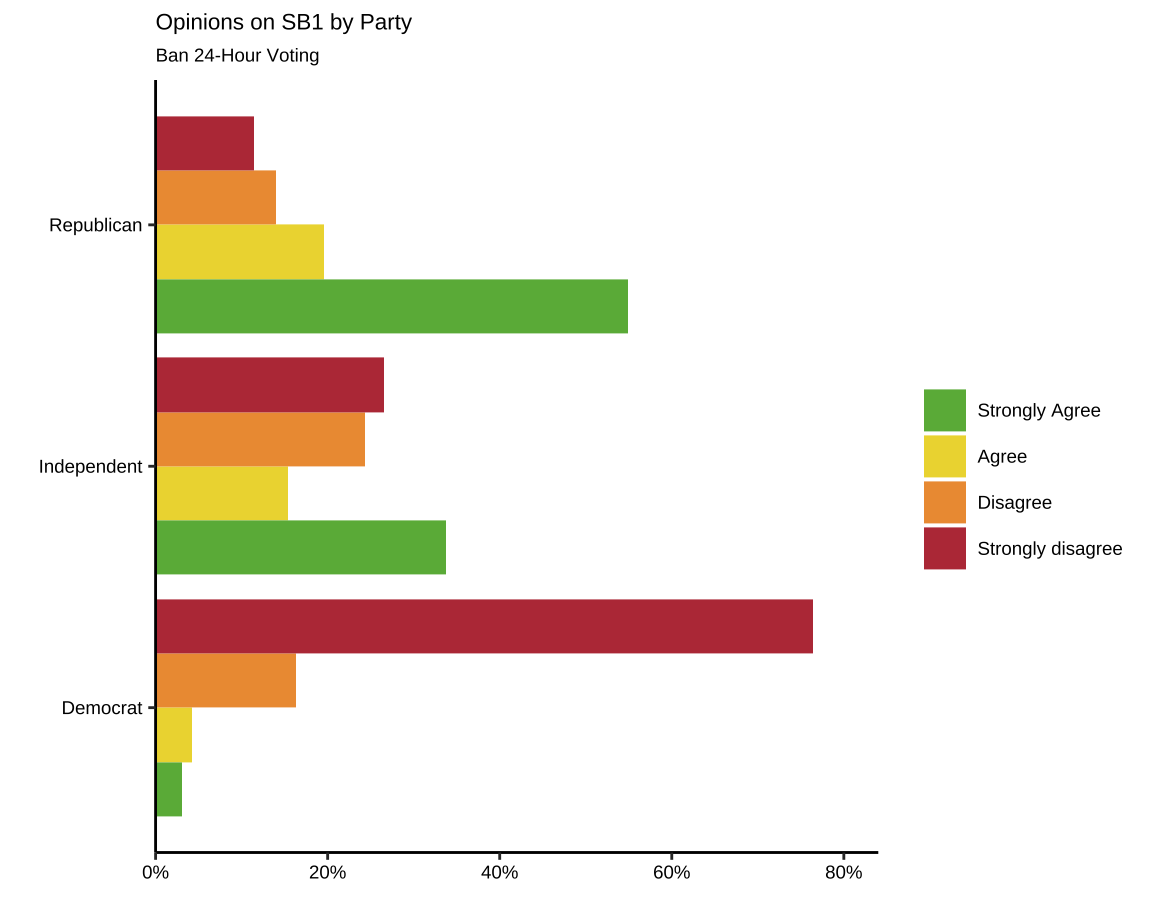 Opinions on SB1 by Party
Ban 24-Hour Voting
Republican
Independent
Democrat
Strongly Agree
Agree
Disagree
Strongly disagree
0% 20% 40% 60% 80%